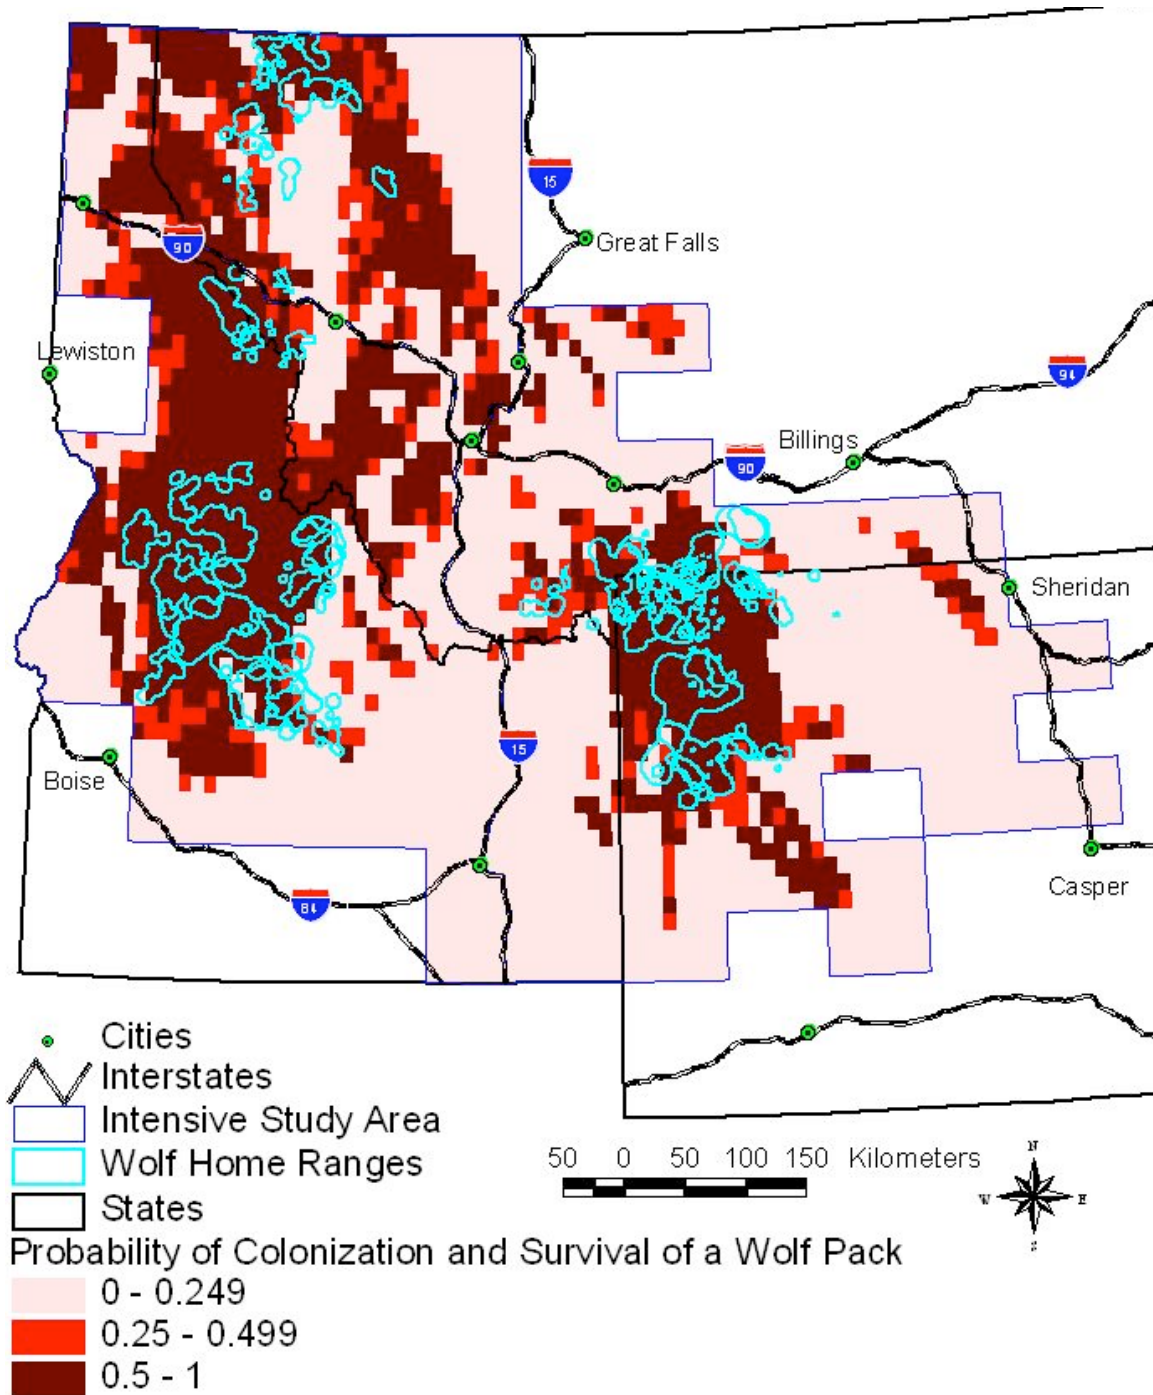 15
Great Falls
90
Lewiston
94
Billings
90
Sheridan
15
Boise
84
Casper
Cities
Interstates
Intensive Study Area
Wolf Home Ranges
States
50 0 50 100 150 Kilometers
N
W E
S
Probability of Colonization and Survival of a Wolf Pack
0 - 0.249
0.25 - 0.499
0.5 - 1